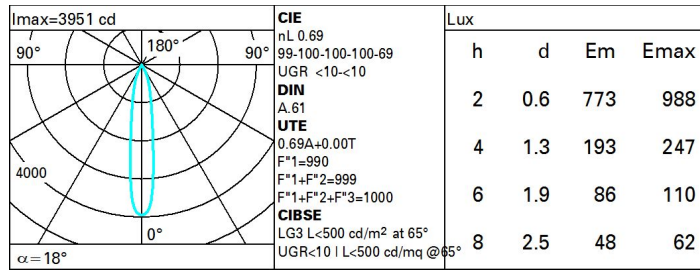 Imax=3951 cd
90° 180° 90°
4000
0°
α=18°
CIE
nL 0.69
99-100-100-100-69
UGR <10-<10
DIN
A.61
UTE
0.69A+0.00T
F"1=990
F"1+F"2=999
F"1+F"2+F"3=1000
CIBSE
LG3 L<500 cd/m² at 65°
UGR<10 | L<500 cd/mq @65°
Lux
h d Em Emax
2 0.6 773 988
4 1.3 193 247
6 1.9 86 110
8 2.5 48 62